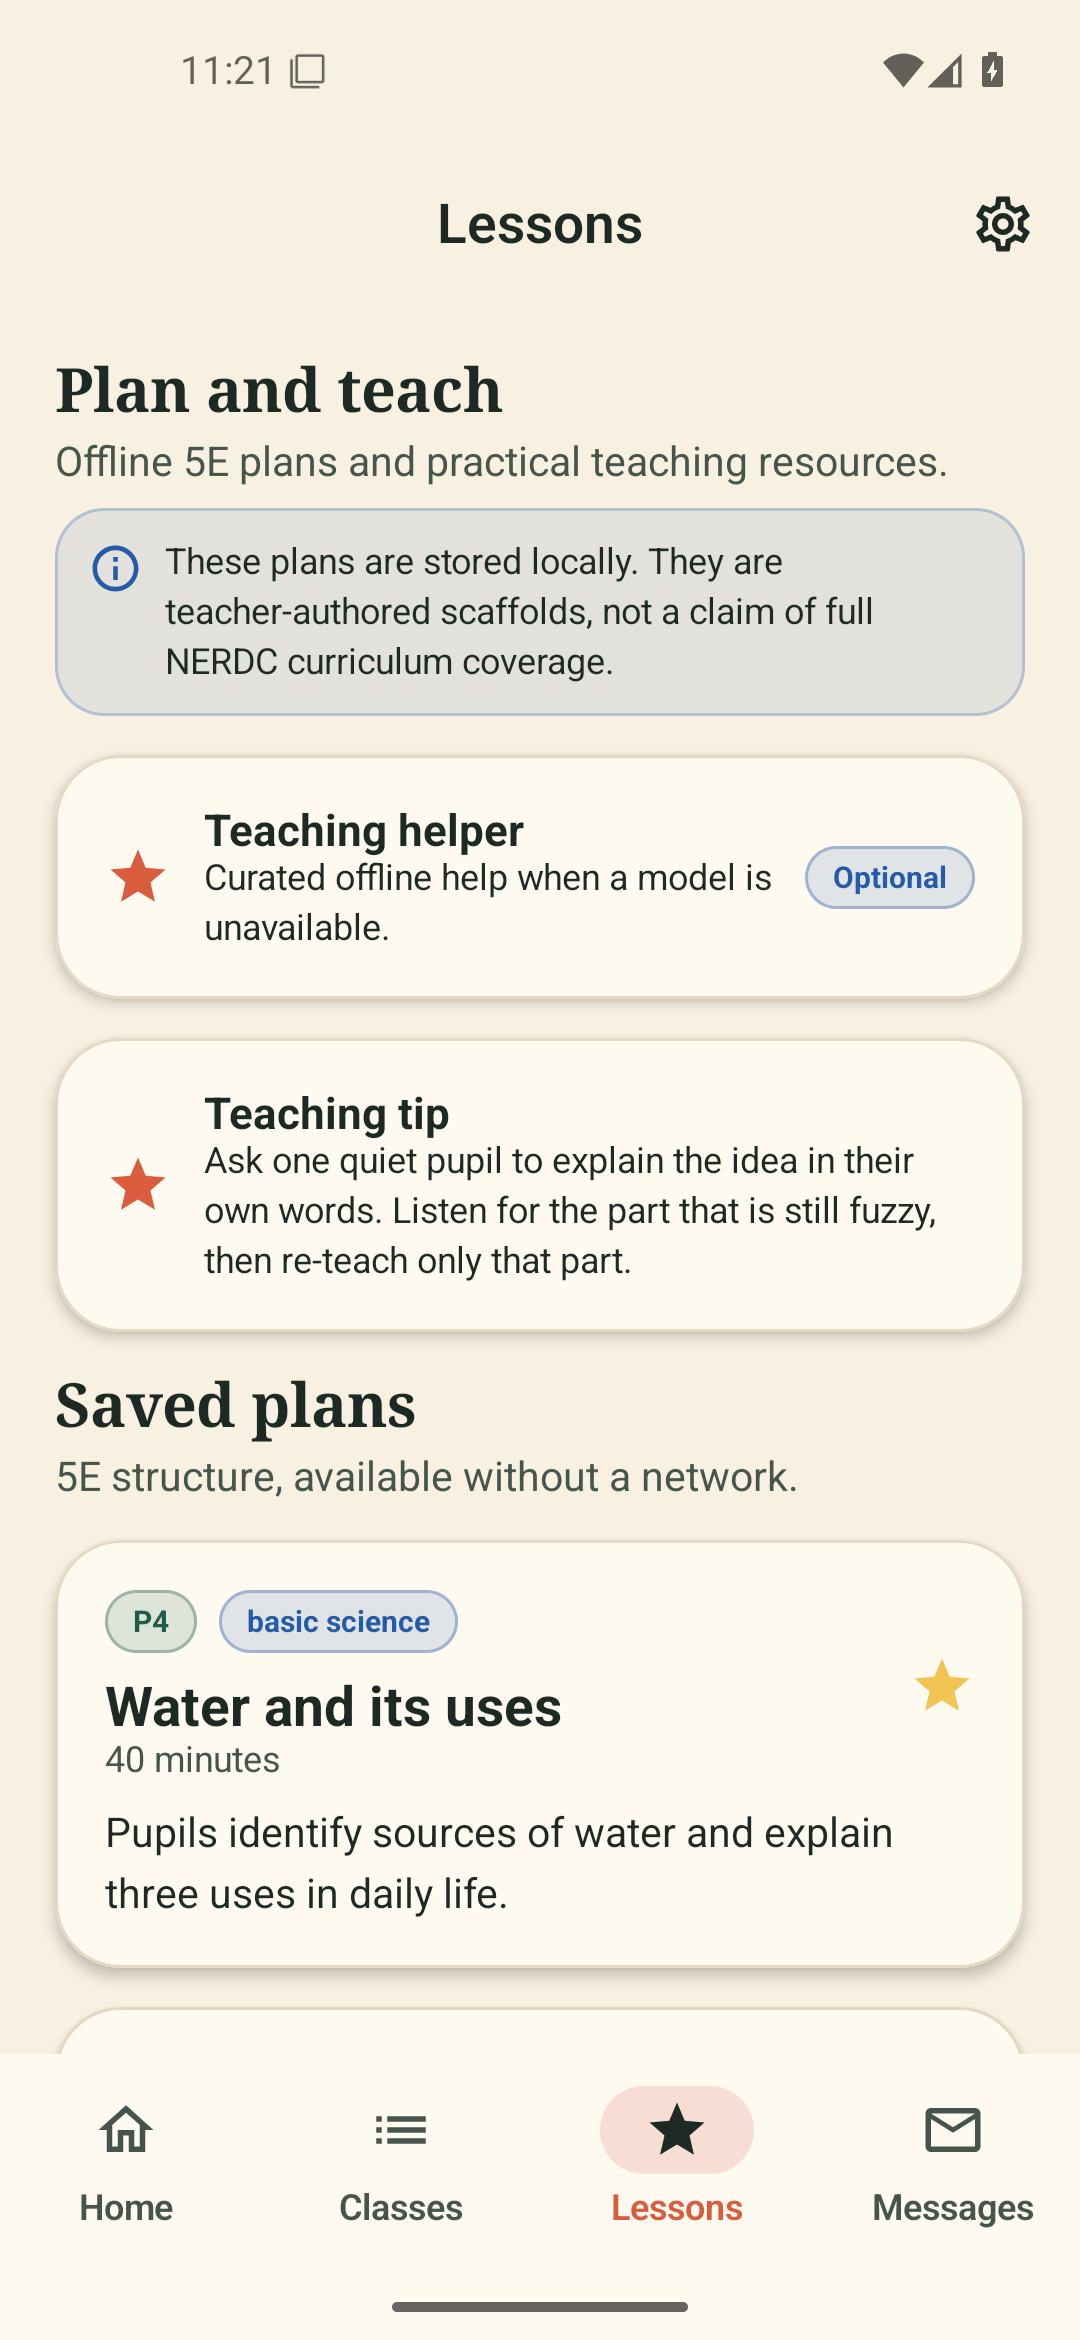 11:21
Lessons
Plan and teach
Offline 5E plans and practical teaching resources.
These plans are stored locally. They are
teacher-authored scaffolds, not a claim of full
NERDC curriculum coverage.
Teaching helper
Curated offline help when a model is
unavailable.
Optional
Teaching tip
Ask one quiet pupil to explain the idea in their
own words. Listen for the part that is still fuzzy,
then re-teach only that part.
Saved plans
5E structure, available without a network.
P4 basic science
Water and its uses
40 minutes
Pupils identify sources of water and explain
three uses in daily life.
Home Classes Lessons Messages